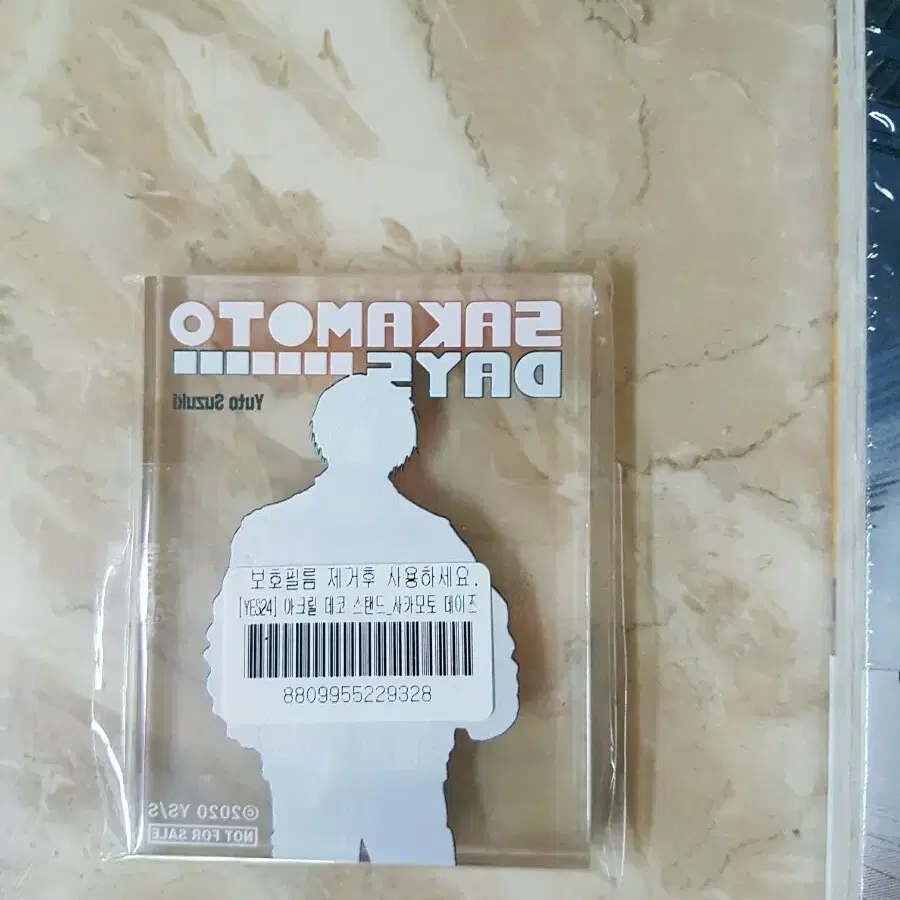 SAKAMOTO
DAYS
Yuto Suzuki
보호필름 제거후 사용하세요.
[YES24] 아크릴 데코 스탠드_사카모토 데이즈
8809955229328
©2020 YS/S
NOT FOR SALE